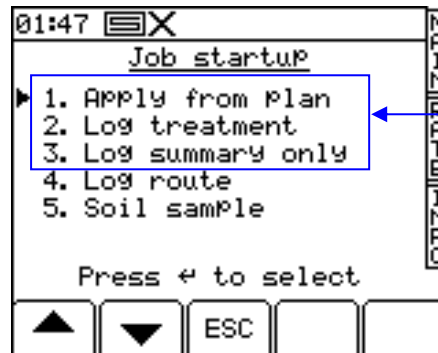 01:47
Job startup
1. Apply from plan
2. Log treatment
3. Log summary only
4. Log route
5. Soil sample
Press ↵ to select
ESC